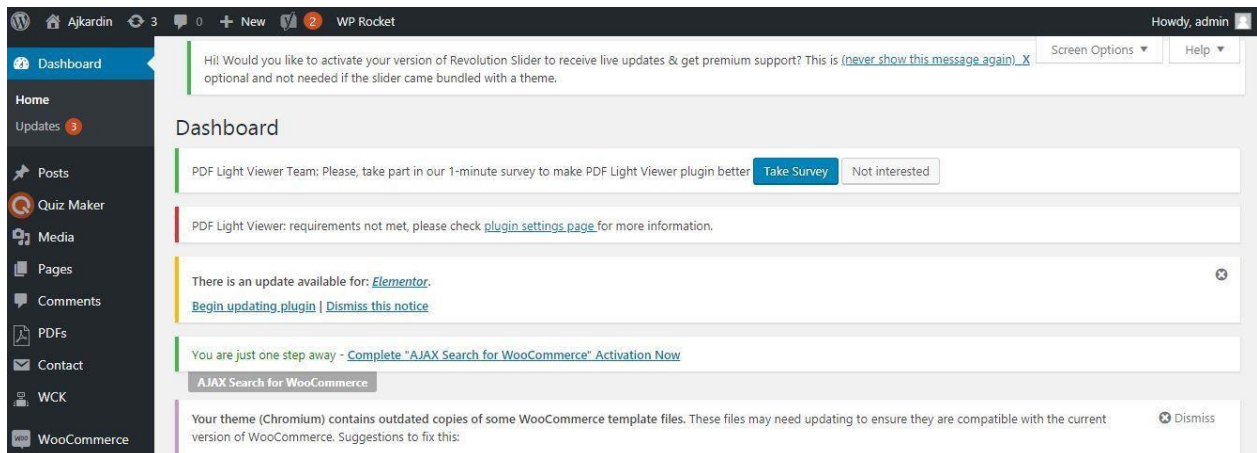 Ajkardin 3 0 New 2 WP Rocket Howdy, admin
Dashboard
Home
Updates 3
Posts
Quiz Maker
Media
Pages
Comments
PDFs
Contact
WCK
WooCommerce
Screen Options ▼ Help ▼
Hi! Would you like to activate your version of Revolution Slider to receive live updates & get premium support? This is (never show this message again) X
optional and not needed if the slider came bundled with a theme.
Dashboard
PDF Light Viewer Team: Please, take part in our 1-minute survey to make PDF Light Viewer plugin better Take Survey Not interested
PDF Light Viewer: requirements not met, please check plugin settings page for more information.
There is an update available for: Elementor.
Begin updating plugin | Dismiss this notice
You are just one step away - Complete "AJAX Search for WooCommerce" Activation Now
AJAX Search for WooCommerce
Your theme (Chromium) contains outdated copies of some WooCommerce template files. These files may need updating to ensure they are compatible with the current Dismiss
version of WooCommerce. Suggestions to fix this: